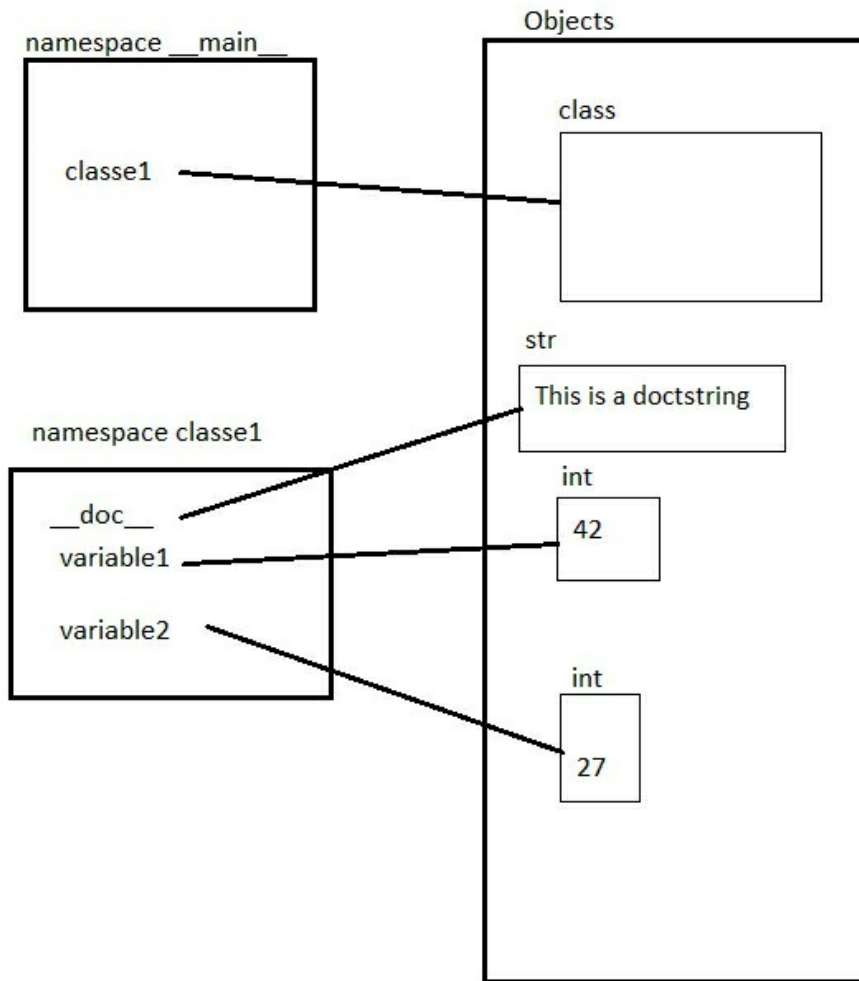 Objects
namespace __main__
class
classe1
str
This is a doctstring
namespace classe1
int
__doc__
42
variable1
variable2
int
27